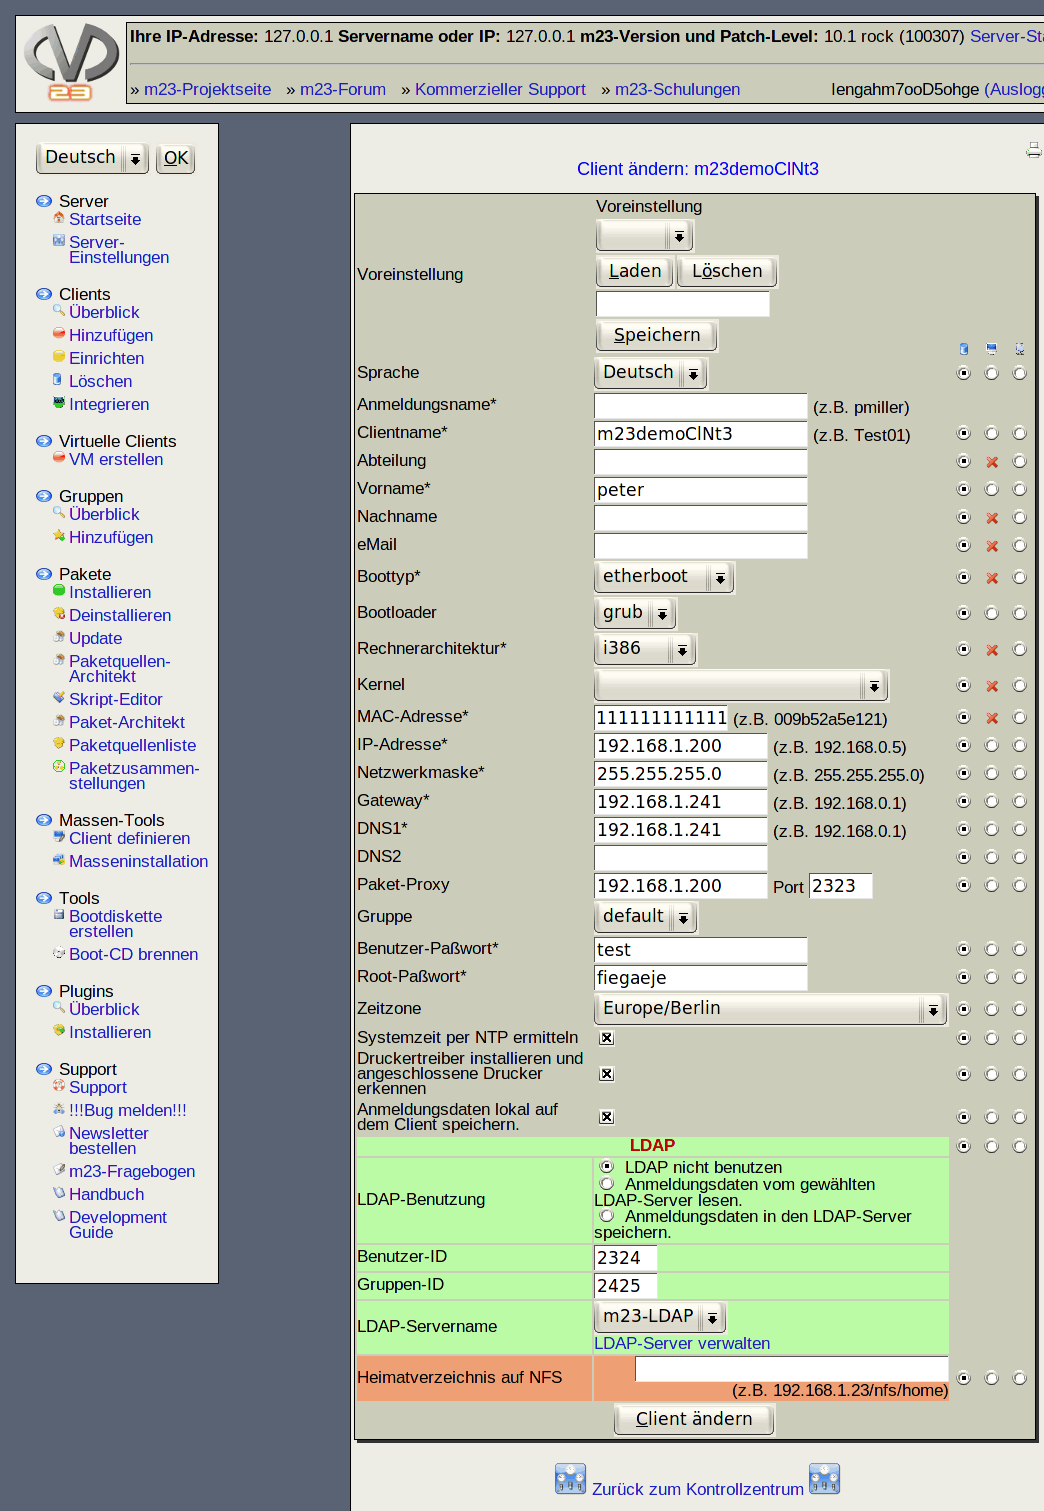 Ihre IP-Adresse: 127.0.0.1 Servername oder IP: 127.0.0.1 m23-Version und Patch-Level: 10.1 rock (100307)
» m23-Projektseite » m23-Forum » Kommerzieller Support » m23-Schulungen lengahm7ooD5ohge
23
Deutsch OK
Server
Startseite
Server-
Einstellungen
Clients
Überblick
Hinzufügen
Einrichten
Löschen
Integrieren
Virtuelle Clients
VM erstellen
Gruppen
Überblick
Hinzufügen
Pakete
Installieren
Deinstallieren
Update
Paketquellen-
Architekt
Skript-Editor
Paket-Architekt
Paketquellenliste
Paketzusammen-
stellungen
Massen-Tools
Client definieren
Masseninstallation
Tools
Bootdiskette
erstellen
Boot-CD brennen
Plugins
Überblick
Installieren
Support
Support
!!!Bug melden!!!
Newsletter
bestellen
m23-Fragebogen
Handbuch
Development
Guide
Client ändern: m23demoClNt3
Voreinstellung
Voreinstellung
Laden Löschen
Speichern
Sprache Deutsch
Anmeldungsname* (z.B. pmiller)
Clientname* m23demoClNt3 (z.B. Test01)
Abteilung
Vorname* peter
Nachname
eMail
Boottyp* etherboot
Bootloader grub
Rechnerarchitektur* i386
Kernel
MAC-Adresse* 111111111111 (z.B. 009b52a5e121)
IP-Adresse* 192.168.1.200 (z.B. 192.168.0.5)
Netzwerkmaske* 255.255.255.0 (z.B. 255.255.255.0)
Gateway* 192.168.1.241 (z.B. 192.168.0.1)
DNS1* 192.168.1.241 (z.B. 192.168.0.1)
DNS2
Paket-Proxy 192.168.1.200 Port 2323
Gruppe default
Benutzer-Paßwort* test
Root-Paßwort* fiegaeje
Zeitzone Europe/Berlin
Systemzeit per NTP ermitteln
Druckertreiber installieren und
angeschlossene Drucker
erkennen
Anmeldungsdaten lokal auf
dem Client speichern.
LDAP
LDAP-Benutzung
LDAP nicht benutzen
Anmeldungsdaten vom gewählten
LDAP-Server lesen.
Anmeldungsdaten in den LDAP-Server
speichern.
Benutzer-ID 2324
Gruppen-ID 2425
LDAP-Servername m23-LDAP
LDAP-Server verwalten
Heimatverzeichnis auf NFS
(z.B. 192.168.1.23/nfs/home)
Client ändern
Zurück zum Kontrollzentrum